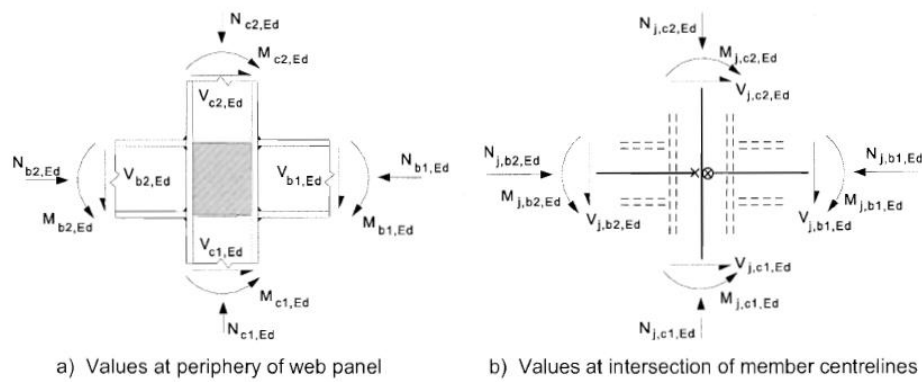 N c2,Ed
M c2,Ed
V c2,Ed
N b2,Ed
V b2,Ed
M b2,Ed
V b1,Ed
N b1,Ed
M b1,Ed
V c1,Ed
M c1,Ed
N c1,Ed
a) Values at periphery of web panel
N j,c2,Ed
M j,c2,Ed
V j,c2,Ed
N j,b2,Ed
M j,b2,Ed
V j,b2,Ed
N j,b1,Ed
M j,b1,Ed
V j,b1,Ed
V j,c1,Ed
M j,c1,Ed
N j,c1,Ed
b) Values at intersection of member centrelines